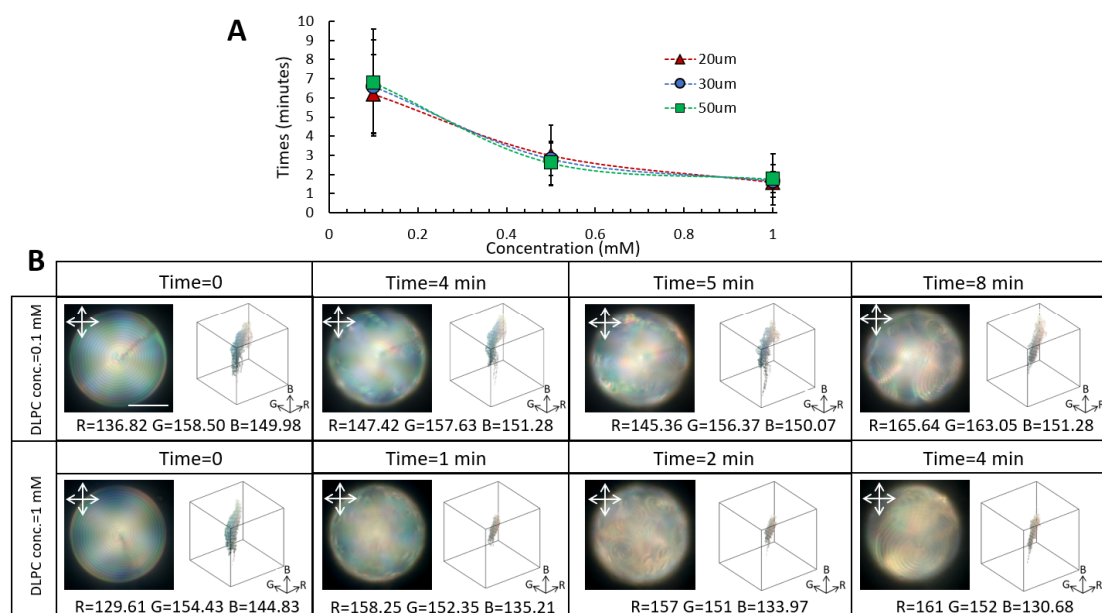 A
10
9
8
7
6
5
4
3
2
1
0
Times (minutes)
20um
30um
50um
0 0.2 0.4 0.6 0.8 1
Concentration (mM)
B
Time=0 Time=4 min Time=5 min Time=8 min
DLPC conc.=0.1 mM
B G R B G R B G R B G R
R=136.82 G=158.50 B=149.98 R=147.42 G=157.63 B=151.28 R=145.36 G=156.37 B=150.07 R=165.64 G=163.05 B=151.28
Time=0 Time=1 min Time=2 min Time=4 min
DLPC conc.=1 mM
B G R B G R B G R B G R
R=129.61 G=154.43 B=144.83 R=158.25 G=152.35 B=135.21 R=157 G=151 B=133.97 R=161 G=152 B=130.68